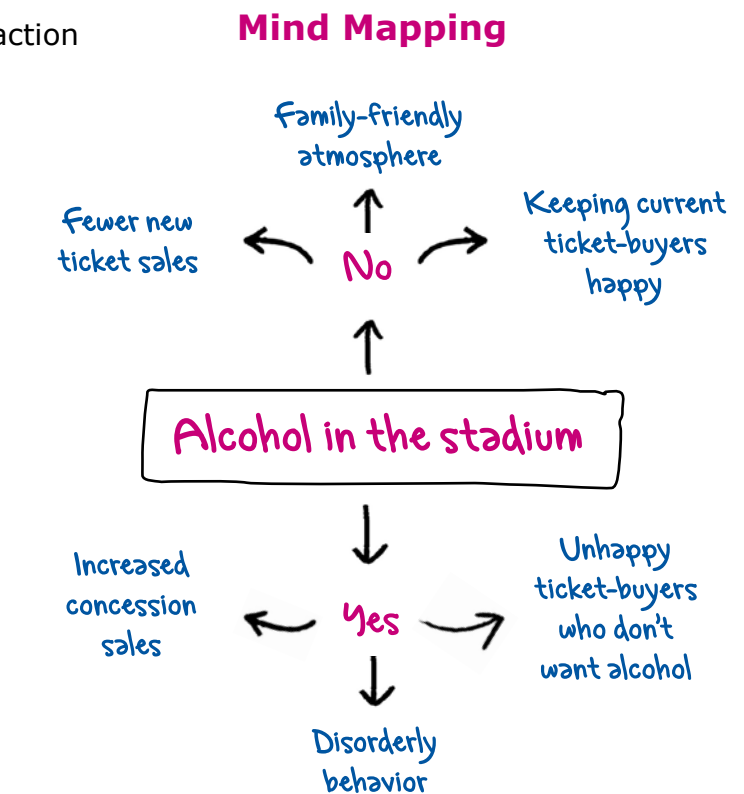 action
Mind Mapping
Family-friendly
atmosphere
Fewer new
ticket sales
Keeping current
ticket-buyers
happy
No
Alcohol in the stadium
Increased
concession
sales
Yes
Unhappy
ticket-buyers
who don't
want alcohol
Disorderly
behavior